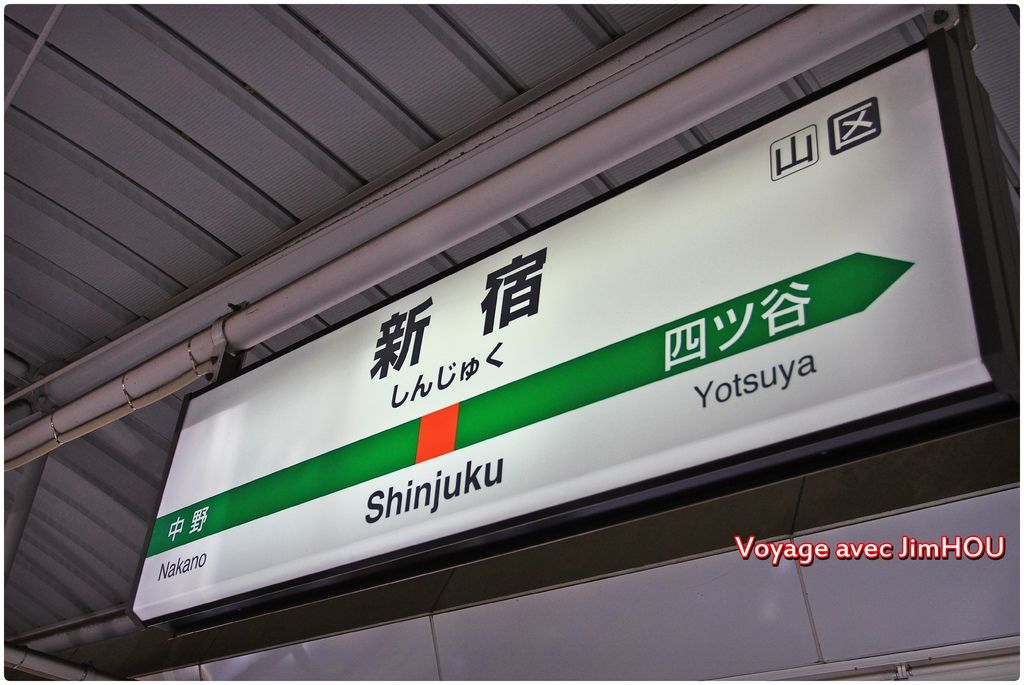 山 区
新宿
しんじゅく
四ツ谷
Yotsuya
Shinjuku
中野
Nakano
Voyage avec JimHOU